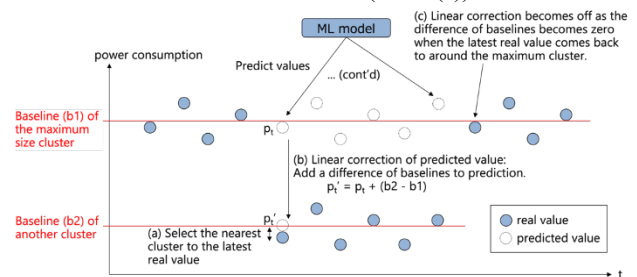 ML model
(c) Linear correction becomes off as the
difference of baselines becomes zero
when the latest real value comes back
to around the maximum cluster.
power consumption
Predict values
... (cont'd)
Baseline (b1) of
the maximum
size cluster
pt
(b) Linear correction of predicted value:
Add a difference of baselines to prediction.
pt' = pt + (b2 - b1)
Baseline (b2) of
another cluster
pt'
(a) Select the nearest
cluster to the latest
real value
real value
predicted value
t